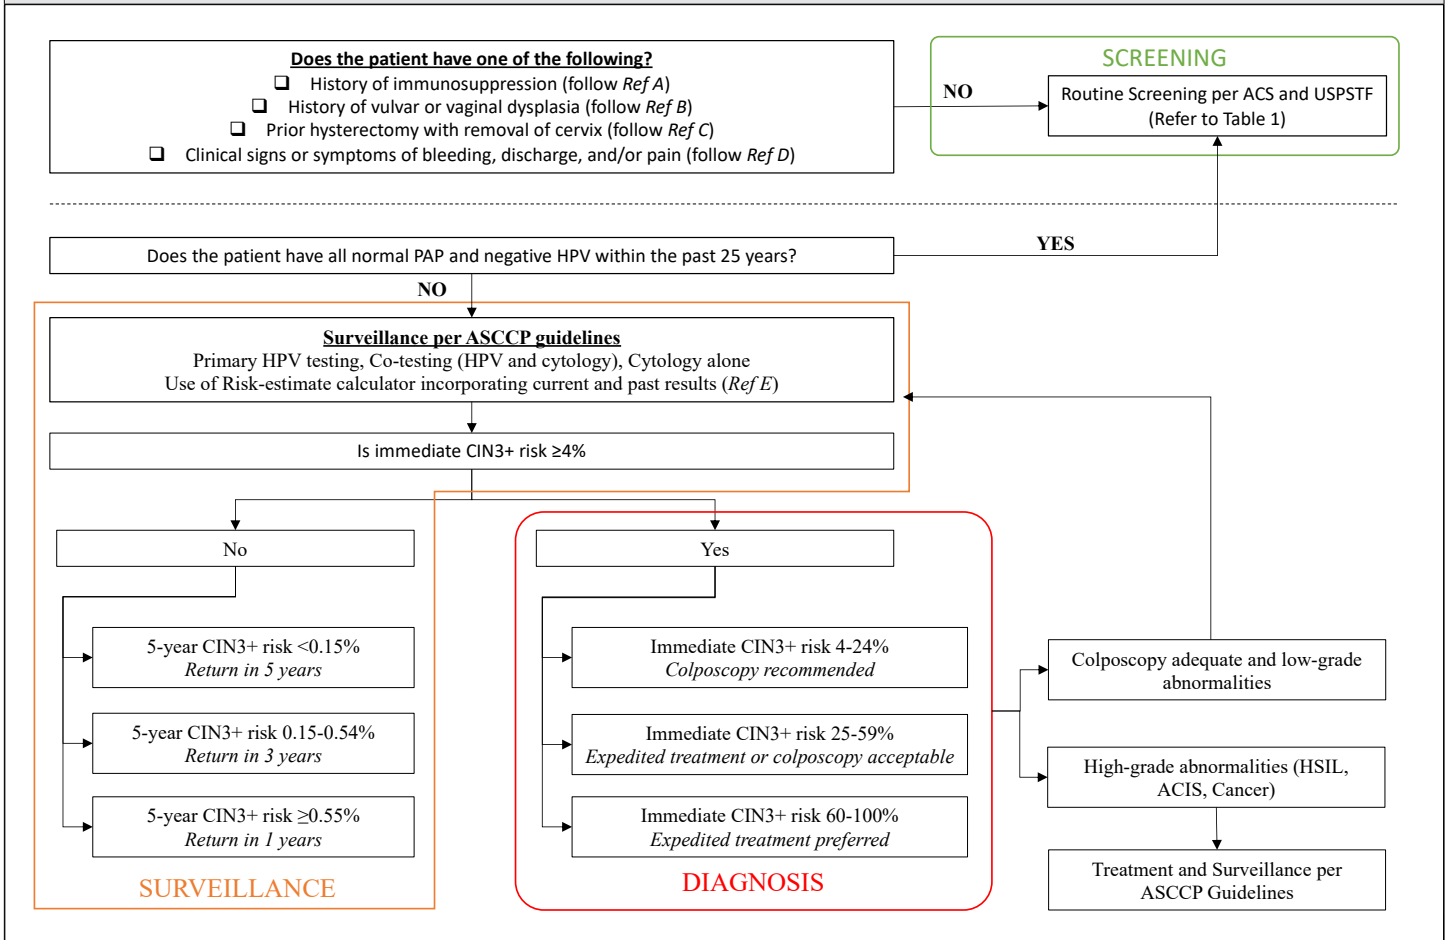 Does the patient have one of the following?
❑ History of immunosuppression (follow Ref A)
❑ History of vulvar or vaginal dysplasia (follow Ref B)
❑ Prior hysterectomy with removal of cervix (follow Ref C)
❑ Clinical signs or symptoms of bleeding, discharge, and/or pain (follow Ref D)
NO
SCREENING
Routine Screening per ACS and USPSTF
(Refer to Table 1)
Does the patient have all normal PAP and negative HPV within the past 25 years?
YES
NO
Surveillance per ASCCP guidelines
Primary HPV testing, Co-testing (HPV and cytology), Cytology alone
Use of Risk-estimate calculator incorporating current and past results (Ref E)
Is immediate CIN3+ risk ≥4%
No
5-year CIN3+ risk <0.15%
Return in 5 years
5-year CIN3+ risk 0.15-0.54%
Return in 3 years
5-year CIN3+ risk ≥0.55%
Return in 1 years
SURVEILLANCE
Yes
Immediate CIN3+ risk 4-24%
Colposcopy recommended
Immediate CIN3+ risk 25-59%
Expedited treatment or colposcopy acceptable
Immediate CIN3+ risk 60-100%
Expedited treatment preferred
DIAGNOSIS
Colposcopy adequate and low-grade
abnormalities
High-grade abnormalities (HSIL,
ACIS, Cancer)
Treatment and Surveillance per
ASCCP Guidelines